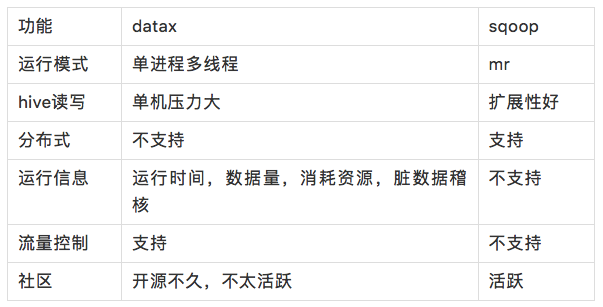 功能 datax sqoop
运行模式 单进程多线程 mr
hive读写 单机压力大 扩展性好
分布式 不支持 支持
运行信息 运行时间，数据量，消耗资源，脏数据稽 不支持
核
流量控制 支持 不支持
社区 开源不久，不太活跃 活跃